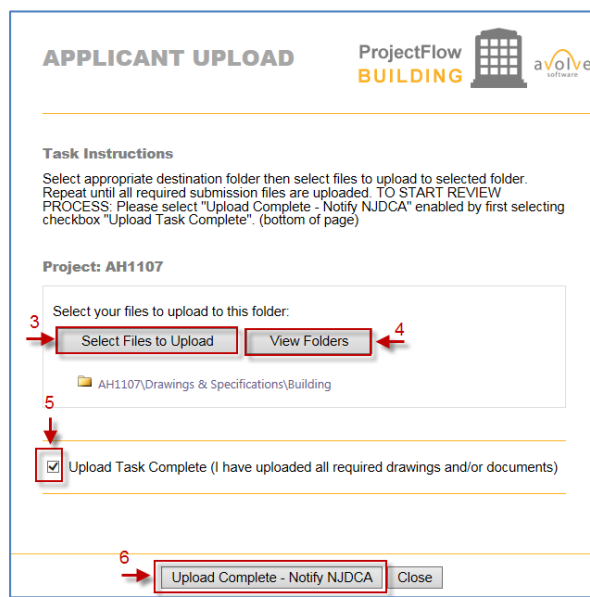 APPLICANT UPLOAD
ProjectFlow
BUILDING
avolve
software
Task Instructions
Select appropriate destination folder then select files to upload to selected folder.
Repeat until all required submission files are uploaded. TO START REVIEW
PROCESS: Please select "Upload Complete - Notify NJDCA" enabled by first selecting
checkbox "Upload Task Complete". (bottom of page)
Project: AH1107
Select your files to upload to this folder:
3
Select Files to Upload
View Folders
4
AH1107\Drawings & Specifications\Building
5
Upload Task Complete (I have uploaded all required drawings and/or documents)
6
Upload Complete - Notify NJDCA
Close